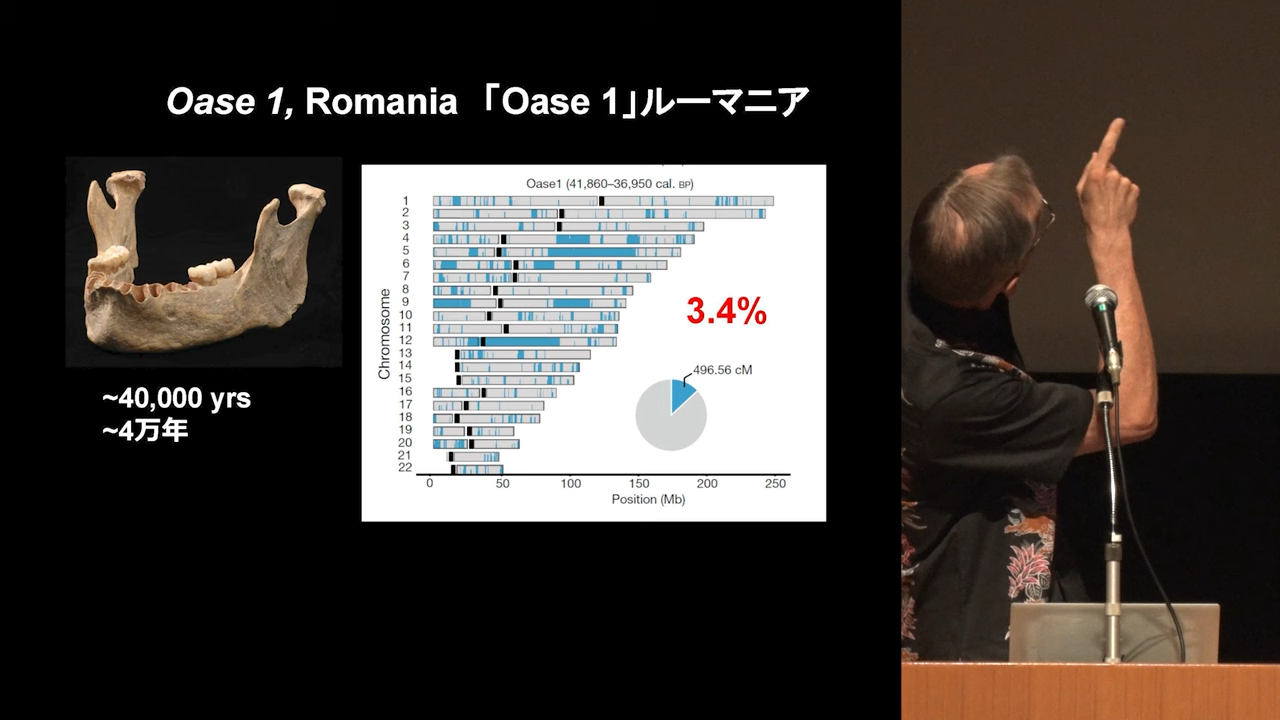 Oase 1, Romania 「Oase 1」ルーマニア
~40,000 yrs
~4万年
Oase1 (41,860–36,950 cal. BP)
Chromosome
1
2
3
4
5
6
7
8
9
10
11
12
13
14
15
16
17
18
19
20
21
22
3.4%
496.56 cM
0 50 100 150 200 250
Position (Mb)